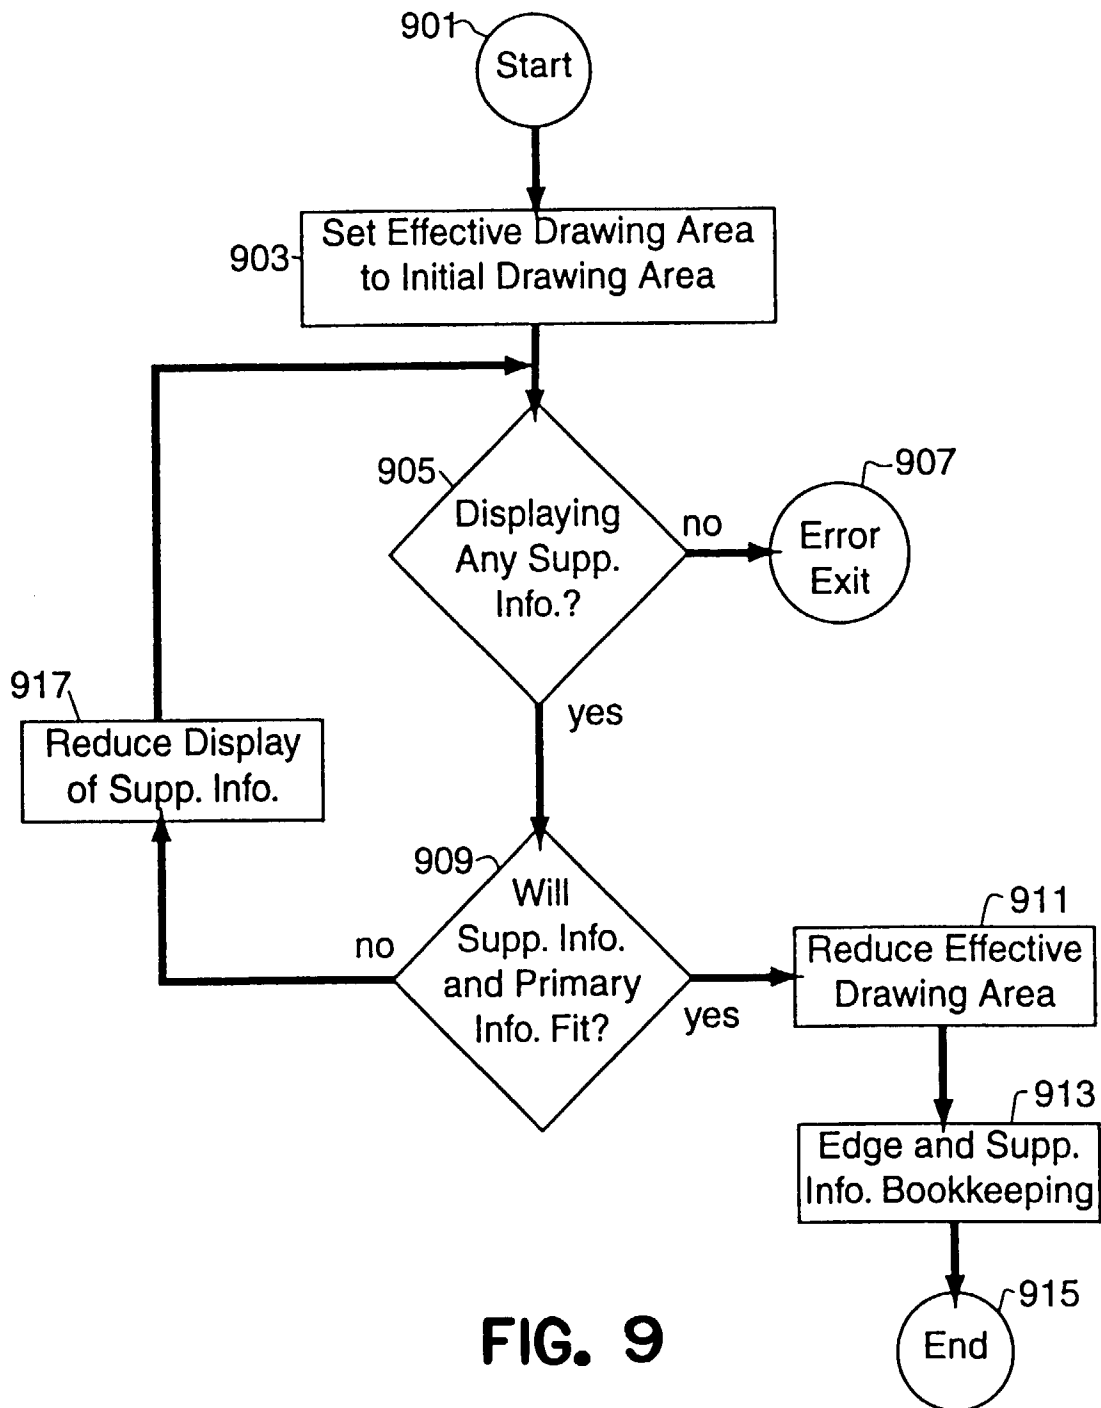 901
Start
903
Set Effective Drawing Area
to Initial Drawing Area
905
Displaying
Any Supp.
Info.?
no
907
Error
Exit
yes
917
Reduce Display
of Supp. Info.
909
Will
Supp. Info.
and Primary
Info. Fit?
no
yes
911
Reduce Effective
Drawing Area
913
Edge and Supp.
Info. Bookkeeping
915
End
FIG. 9